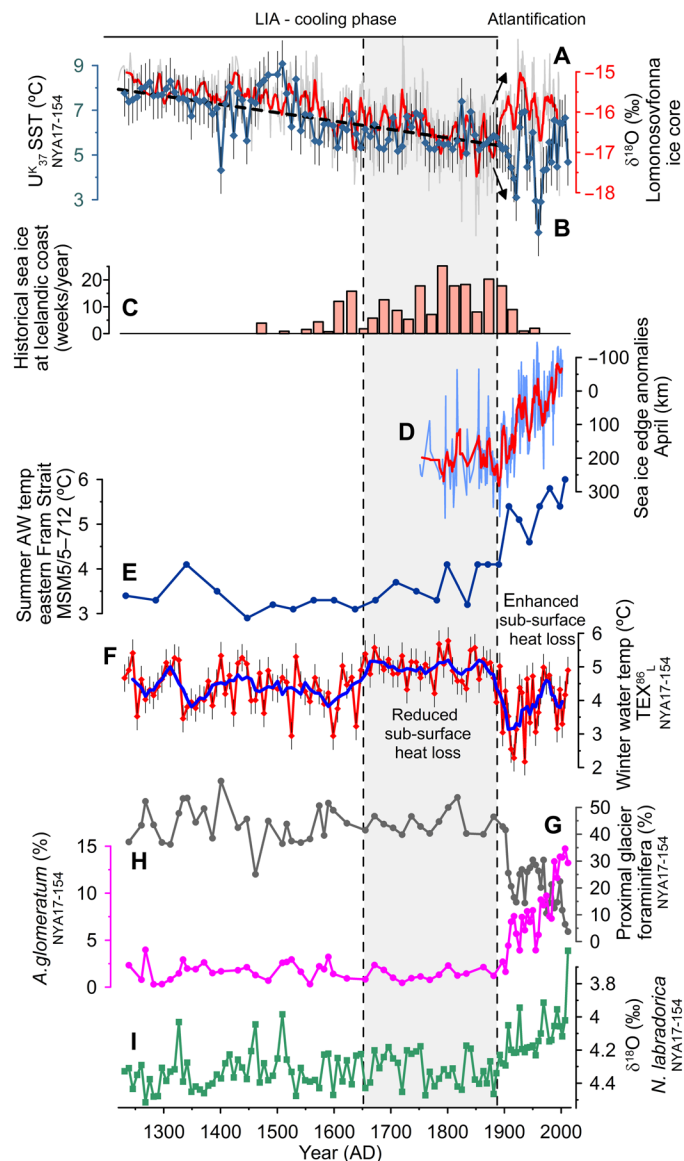 LIA - cooling phase
Atlantification
A
9
7
5
3
Uᴷ₃₇ SST (ºC)
NYA17-154
−15
−16
−17
−18
δ¹⁸O (‰)
Lomonosovfonna
ice core
B
20
10
0
Historical sea ice
at Icelandic coast
(weeks/year)
C
−100
0
100
200
300
Sea ice edge anomalies
April (km)
D
6
5
4
3
Summer AW temp
eastern Fram Strait
MSM5/5–712 (ºC)
E
Enhanced
sub-surface
heat loss
F
6
5
4
3
2
Winter water temp (ºC)
TEX⁸⁶L
NYA17-154
Reduced
sub-surface
heat loss
G
50
40
30
20
10
0
Proximal glacier
foraminifera (%)
NYA17-154
H
15
10
5
0
A.glomeratum (%)
NYA17-154
3.8
4
4.2
4.4
δ¹⁸O (‰)
N. labradorica
NYA17-154
I
1300 1400 1500 1600 1700 1800 1900 2000
Year (AD)